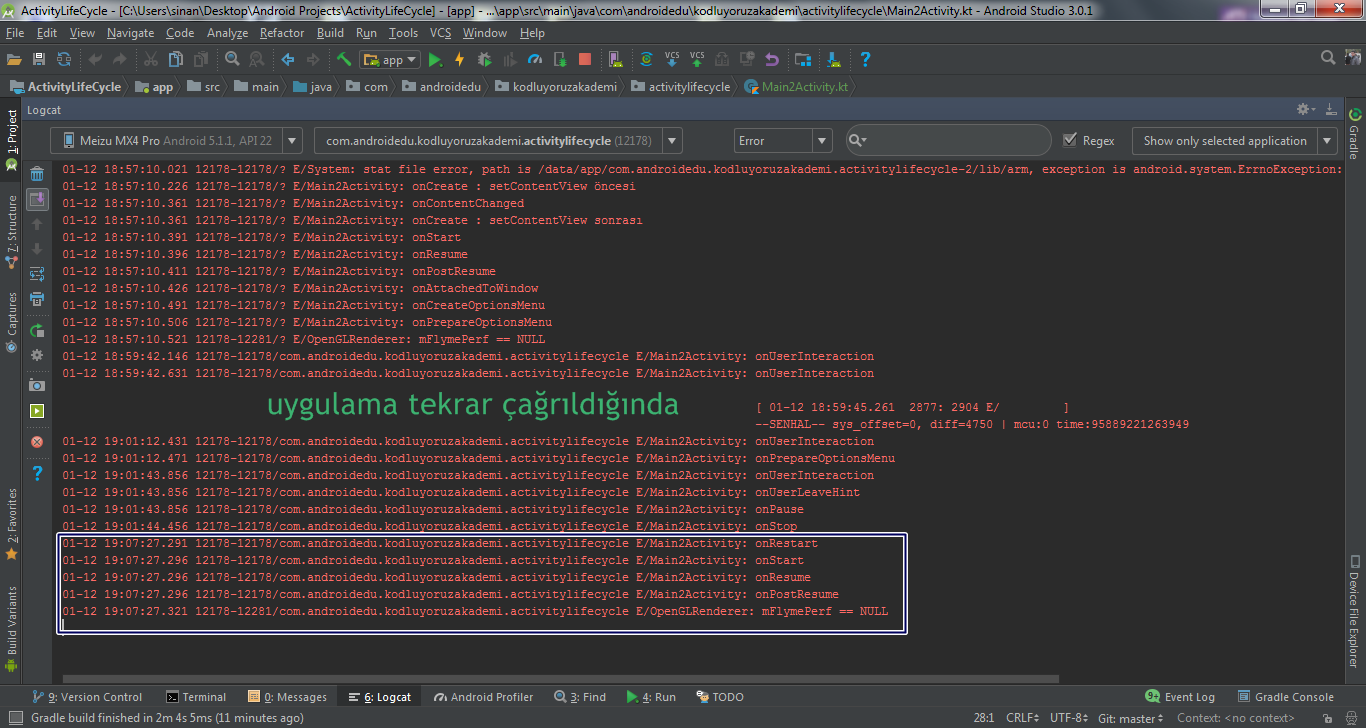 ActivityLifeCycle - [C:\Users\sinan\Desktop\Android Projects\ActivityLifeCycle] - [app] - ...\app\src\main\java\com\androidedu\kodluyoruzakademi\activitylifecycle\Main2Activity.kt - Android Studio 3.0.1
File Edit View Navigate Code Analyze Refactor Build Run Tools VCS Window Help
app VCS VCS ?
ActivityLifeCycle app src main java com androidedu kodluyoruzakademi activitylifecycle Main2Activity.kt
Logcat
Meizu MX4 Pro Android 5.1.1, API 22 com.androidedu.kodluyoruzakademi.activitylifecycle (12178) Error Regex Show only selected application
1: Project
7: Structure
Captures
2: Favorites
Build Variants
01-12 18:57:10.021 12178-12178/? E/System: stat file error, path is /data/app/com.androidedu.kodluyoruzakademi.activitylifecycle-2/lib/arm, exception is android.system.ErrnoException:
01-12 18:57:10.226 12178-12178/? E/Main2Activity: onCreate : setContentView öncesi
01-12 18:57:10.361 12178-12178/? E/Main2Activity: onContentChanged
01-12 18:57:10.361 12178-12178/? E/Main2Activity: onCreate : setContentView sonrası
01-12 18:57:10.391 12178-12178/? E/Main2Activity: onStart
01-12 18:57:10.396 12178-12178/? E/Main2Activity: onResume
01-12 18:57:10.411 12178-12178/? E/Main2Activity: onPostResume
01-12 18:57:10.426 12178-12178/? E/Main2Activity: onAttachedToWindow
01-12 18:57:10.491 12178-12178/? E/Main2Activity: onCreateOptionsMenu
01-12 18:57:10.506 12178-12178/? E/Main2Activity: onPrepareOptionsMenu
01-12 18:57:10.521 12178-12281/? E/OpenGLRenderer: mFlymePerf == NULL
01-12 18:59:42.146 12178-12178/com.androidedu.kodluyoruzakademi.activitylifecycle E/Main2Activity: onUserInteraction
01-12 18:59:42.631 12178-12178/com.androidedu.kodluyoruzakademi.activitylifecycle E/Main2Activity: onUserInteraction
uygulama tekrar çağrıldığında
[ 01-12 18:59:45.261 2877: 2904 E/ ]
--SENHAL-- sys_offset=0, diff=4750 | mcu:0 time:95889221263949
01-12 19:01:12.431 12178-12178/com.androidedu.kodluyoruzakademi.activitylifecycle E/Main2Activity: onUserInteraction
01-12 19:01:12.471 12178-12178/com.androidedu.kodluyoruzakademi.activitylifecycle E/Main2Activity: onPrepareOptionsMenu
01-12 19:01:43.856 12178-12178/com.androidedu.kodluyoruzakademi.activitylifecycle E/Main2Activity: onUserInteraction
01-12 19:01:43.856 12178-12178/com.androidedu.kodluyoruzakademi.activitylifecycle E/Main2Activity: onUserLeaveHint
01-12 19:01:43.856 12178-12178/com.androidedu.kodluyoruzakademi.activitylifecycle E/Main2Activity: onPause
01-12 19:01:44.456 12178-12178/com.androidedu.kodluyoruzakademi.activitylifecycle E/Main2Activity: onStop
01-12 19:07:27.291 12178-12178/com.androidedu.kodluyoruzakademi.activitylifecycle E/Main2Activity: onRestart
01-12 19:07:27.296 12178-12178/com.androidedu.kodluyoruzakademi.activitylifecycle E/Main2Activity: onStart
01-12 19:07:27.296 12178-12178/com.androidedu.kodluyoruzakademi.activitylifecycle E/Main2Activity: onResume
01-12 19:07:27.296 12178-12178/com.androidedu.kodluyoruzakademi.activitylifecycle E/Main2Activity: onPostResume
01-12 19:07:27.321 12178-12281/com.androidedu.kodluyoruzakademi.activitylifecycle E/OpenGLRenderer: mFlymePerf == NULL
Gradle
Device File Explorer
9: Version Control Terminal 0: Messages 6: Logcat Android Profiler 3: Find 4: Run TODO 9+ Event Log Gradle Console
Gradle build finished in 2m 4s 5ms (11 minutes ago) 28:1 CRLF UTF-8 Git: master Context: <no context>